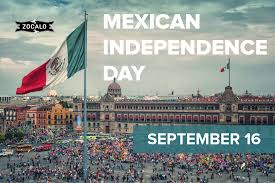 ZOCALO
MEXICAN
INDEPENDENCE
DAY
SEPTEMBER 16